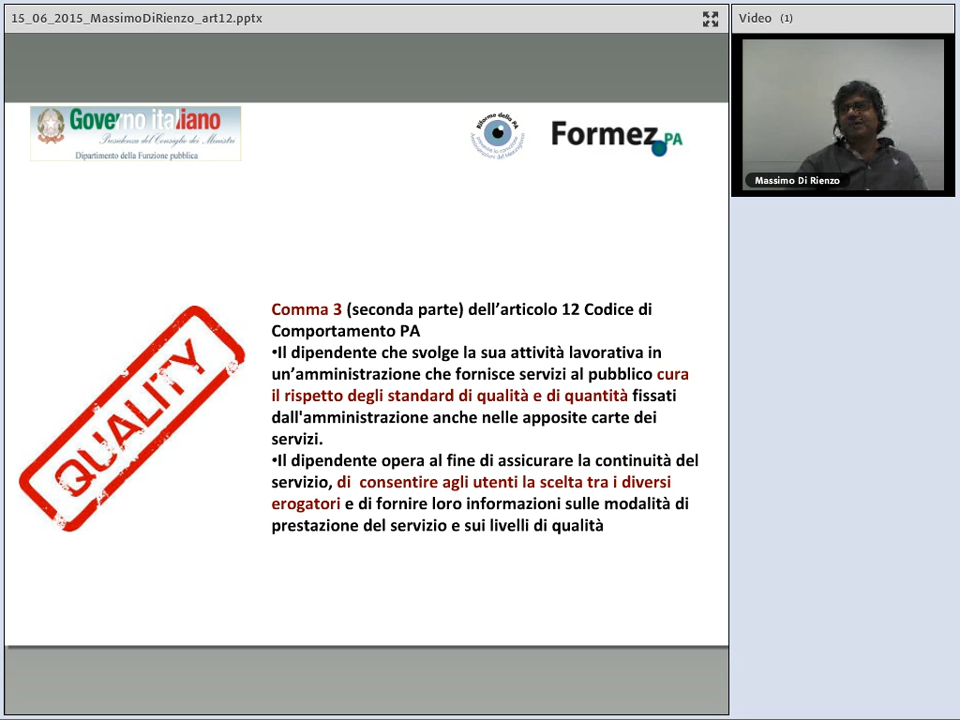 15_06_2015_MassimoDiRienzo_art12.pptx
Video (1)
Governo italiano
Presidenza del Consiglio dei Ministri
Dipartimento della Funzione pubblica
Riforma della PA
Formez PA
Massimo Di Rienzo
QUALITY
Comma 3 (seconda parte) dell’articolo 12 Codice di
Comportamento PA
•Il dipendente che svolge la sua attività lavorativa in
un’amministrazione che fornisce servizi al pubblico cura
il rispetto degli standard di qualità e di quantità fissati
dall'amministrazione anche nelle apposite carte dei
servizi.
•Il dipendente opera al fine di assicurare la continuità del
servizio, di consentire agli utenti la scelta tra i diversi
erogatori e di fornire loro informazioni sulle modalità di
prestazione del servizio e sui livelli di qualità